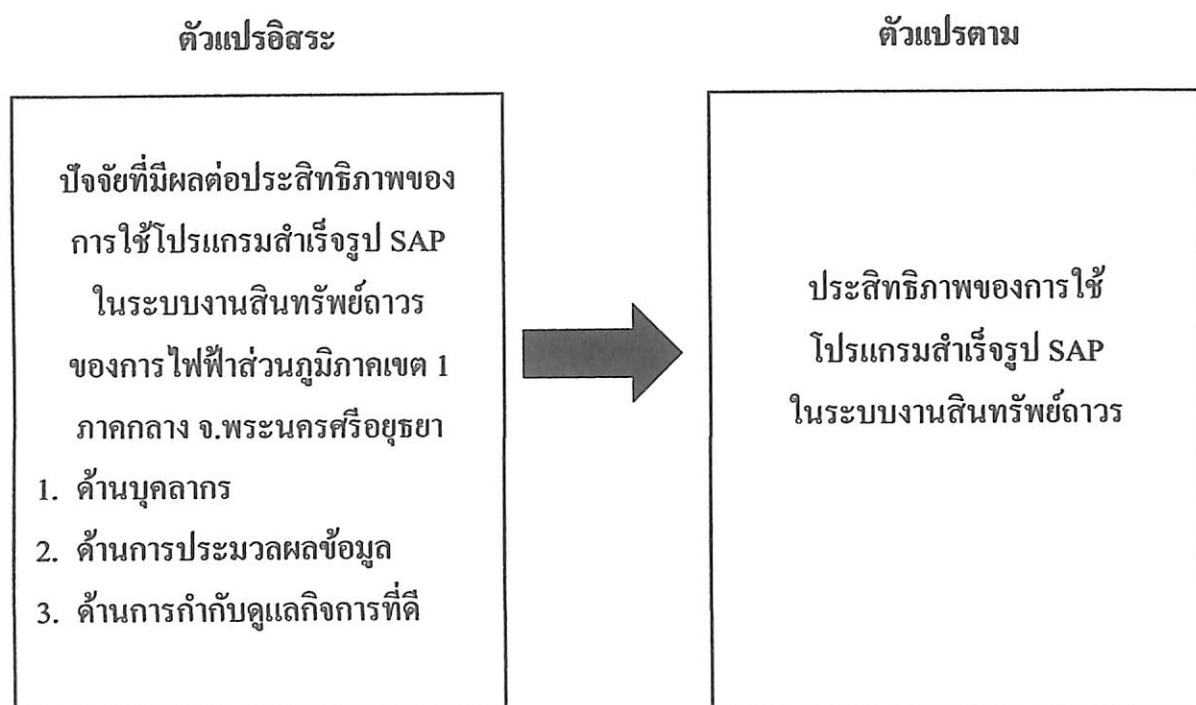 ตัวแปรอิสระ
ตัวแปรตาม
ปัจจัยที่มีผลต่อประสิทธิภาพของ
การใช้โปรแกรมสำเร็จรูป SAP
ในระบบงานสินทรัพย์ถาวร
ของการไฟฟ้าส่วนภูมิภาคเขต 1
ภาคกลาง จ.พระนครศรีอยุธยา
1. ด้านบุคลากร
2. ด้านการประมวลผลข้อมูล
3. ด้านการกำกับดูแลกิจการที่ดี
ประสิทธิภาพของการใช้
โปรแกรมสำเร็จรูป SAP
ในระบบงานสินทรัพย์ถาวร